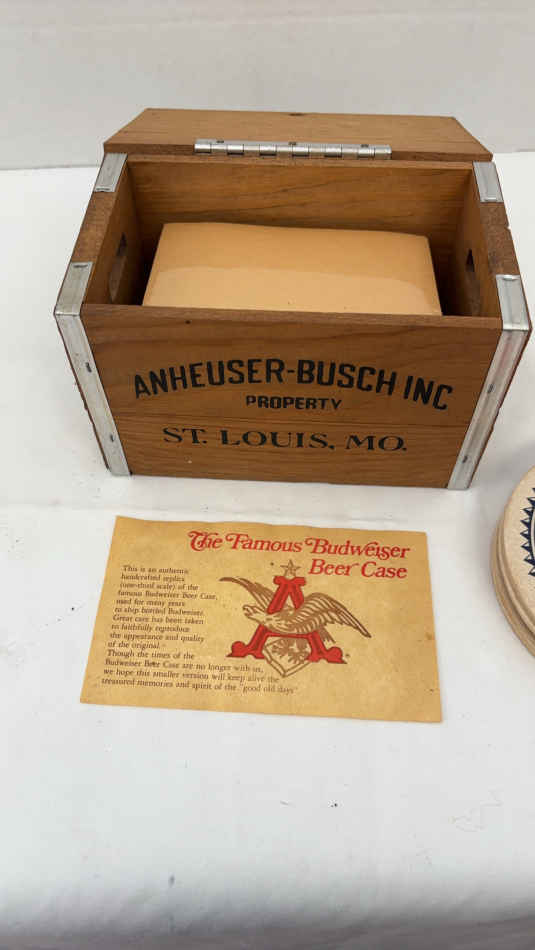 ANHEUSER-BUSCH INC
PROPERTY
ST. LOUIS, MO.
The Famous Budweiser
Beer Case
This is an authentic
handcrafted replica
(one-third scale) of the
famous Budweiser Beer Case,
used for many years
to ship bottled Budweiser.
Great care has been taken
to faithfully reproduce
the appearance and quality
of the original.
Though the times of the
Budweiser Beer Case are no longer with us,
we hope this smaller version will keep alive the
treasured memories and spirit of the "good old days"